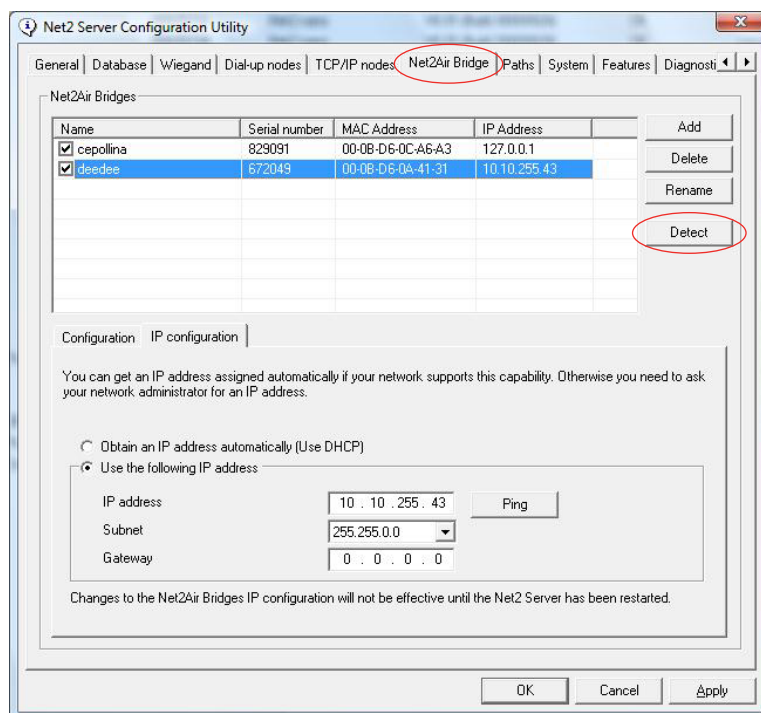 Net2 Server Configuration Utility
General Database Wiegand Dial-up nodes TCP/IP nodes Net2Air Bridge Paths System Features Diagnosti
Net2Air Bridges
Name Serial number MAC Address IP Address
cepollina 829091 00-0B-D6-0C-A6-A3 127.0.0.1
deedee 672049 00-0B-D6-0A-41-31 10.10.255.43
Add
Delete
Rename
Detect
Configuration IP configuration
You can get an IP address assigned automatically if your network supports this capability. Otherwise you need to ask
your network administrator for an IP address.
Obtain an IP address automatically (Use DHCP)
Use the following IP address
IP address 10 . 10 . 255 . 43 Ping
Subnet 255.255.0.0
Gateway 0 . 0 . 0 . 0
Changes to the Net2Air Bridges IP configuration will not be effective until the Net2 Server has been restarted.
OK Cancel Apply